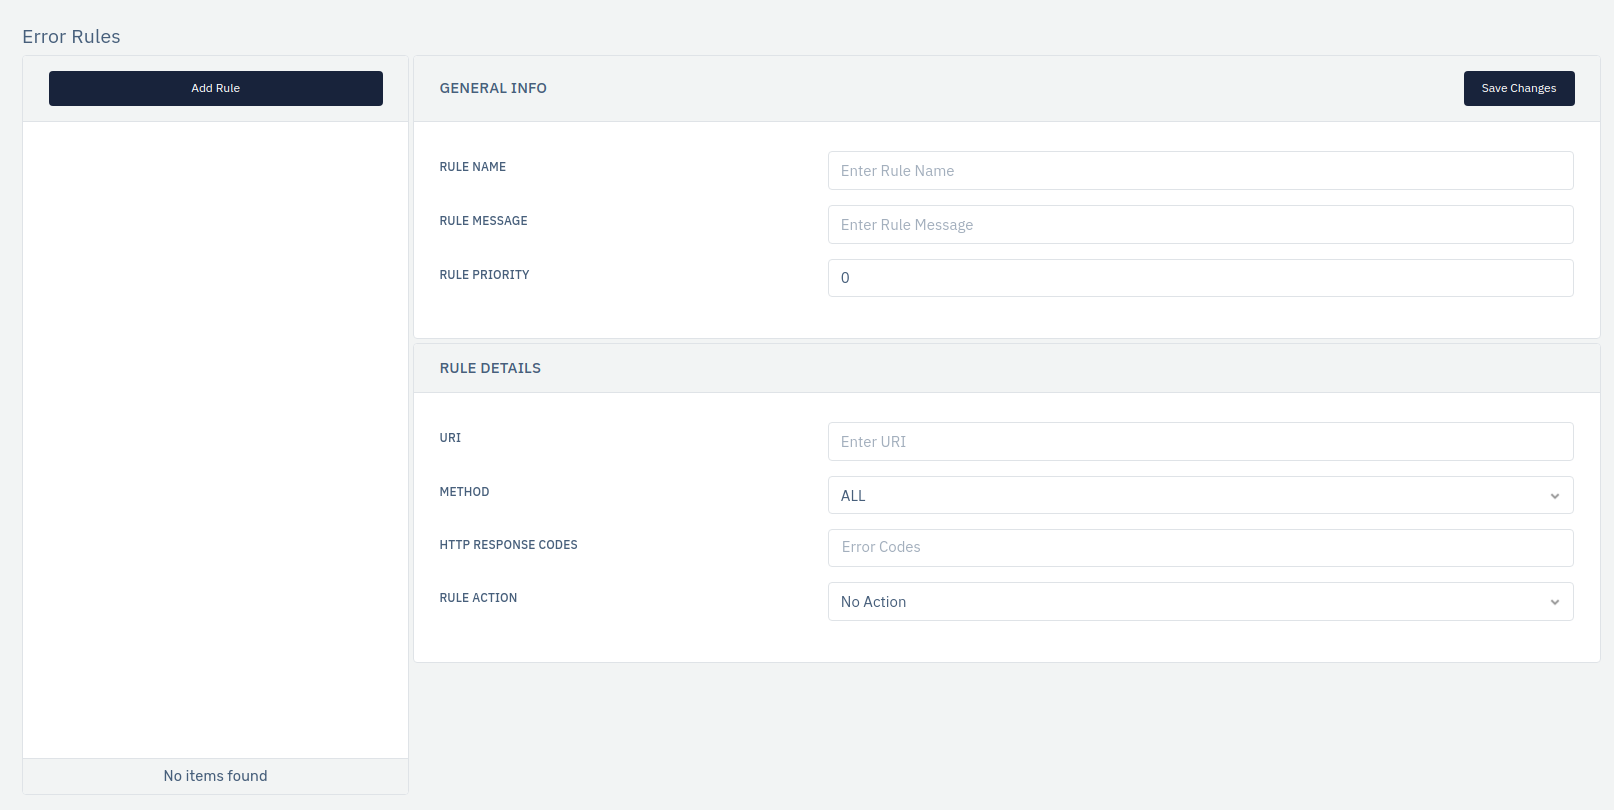 Error Rules
Add Rule
No items found
GENERAL INFO
Save Changes
RULE NAME
Enter Rule Name
RULE MESSAGE
Enter Rule Message
RULE PRIORITY
0
RULE DETAILS
URI
Enter URI
METHOD
ALL
HTTP RESPONSE CODES
Error Codes
RULE ACTION
No Action